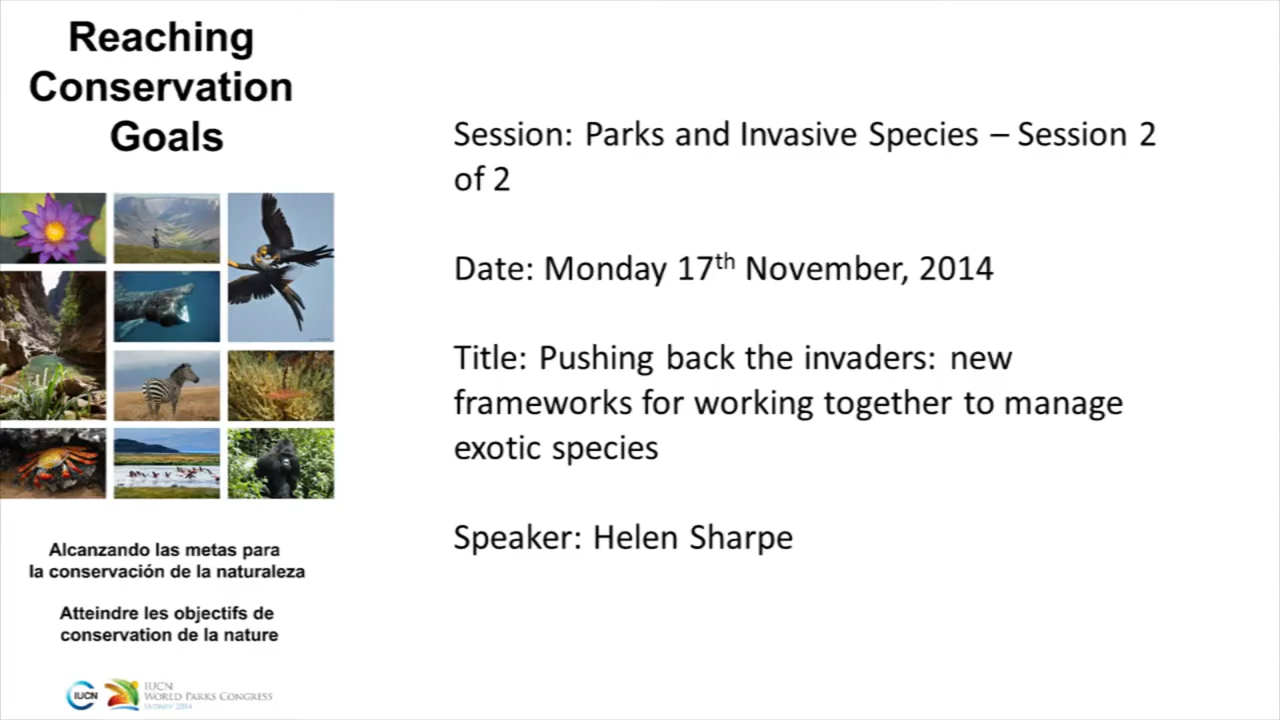 Reaching
Conservation
Goals
Session: Parks and Invasive Species – Session 2
of 2
Date: Monday 17th November, 2014
Title: Pushing back the invaders: new
frameworks for working together to manage
exotic species
Speaker: Helen Sharpe
Alcanzando las metas para
la conservación de la naturaleza
Atteindre les objectifs de
conservation de la nature
IUCN
IUCN
World Parks Congress
Sydney 2014